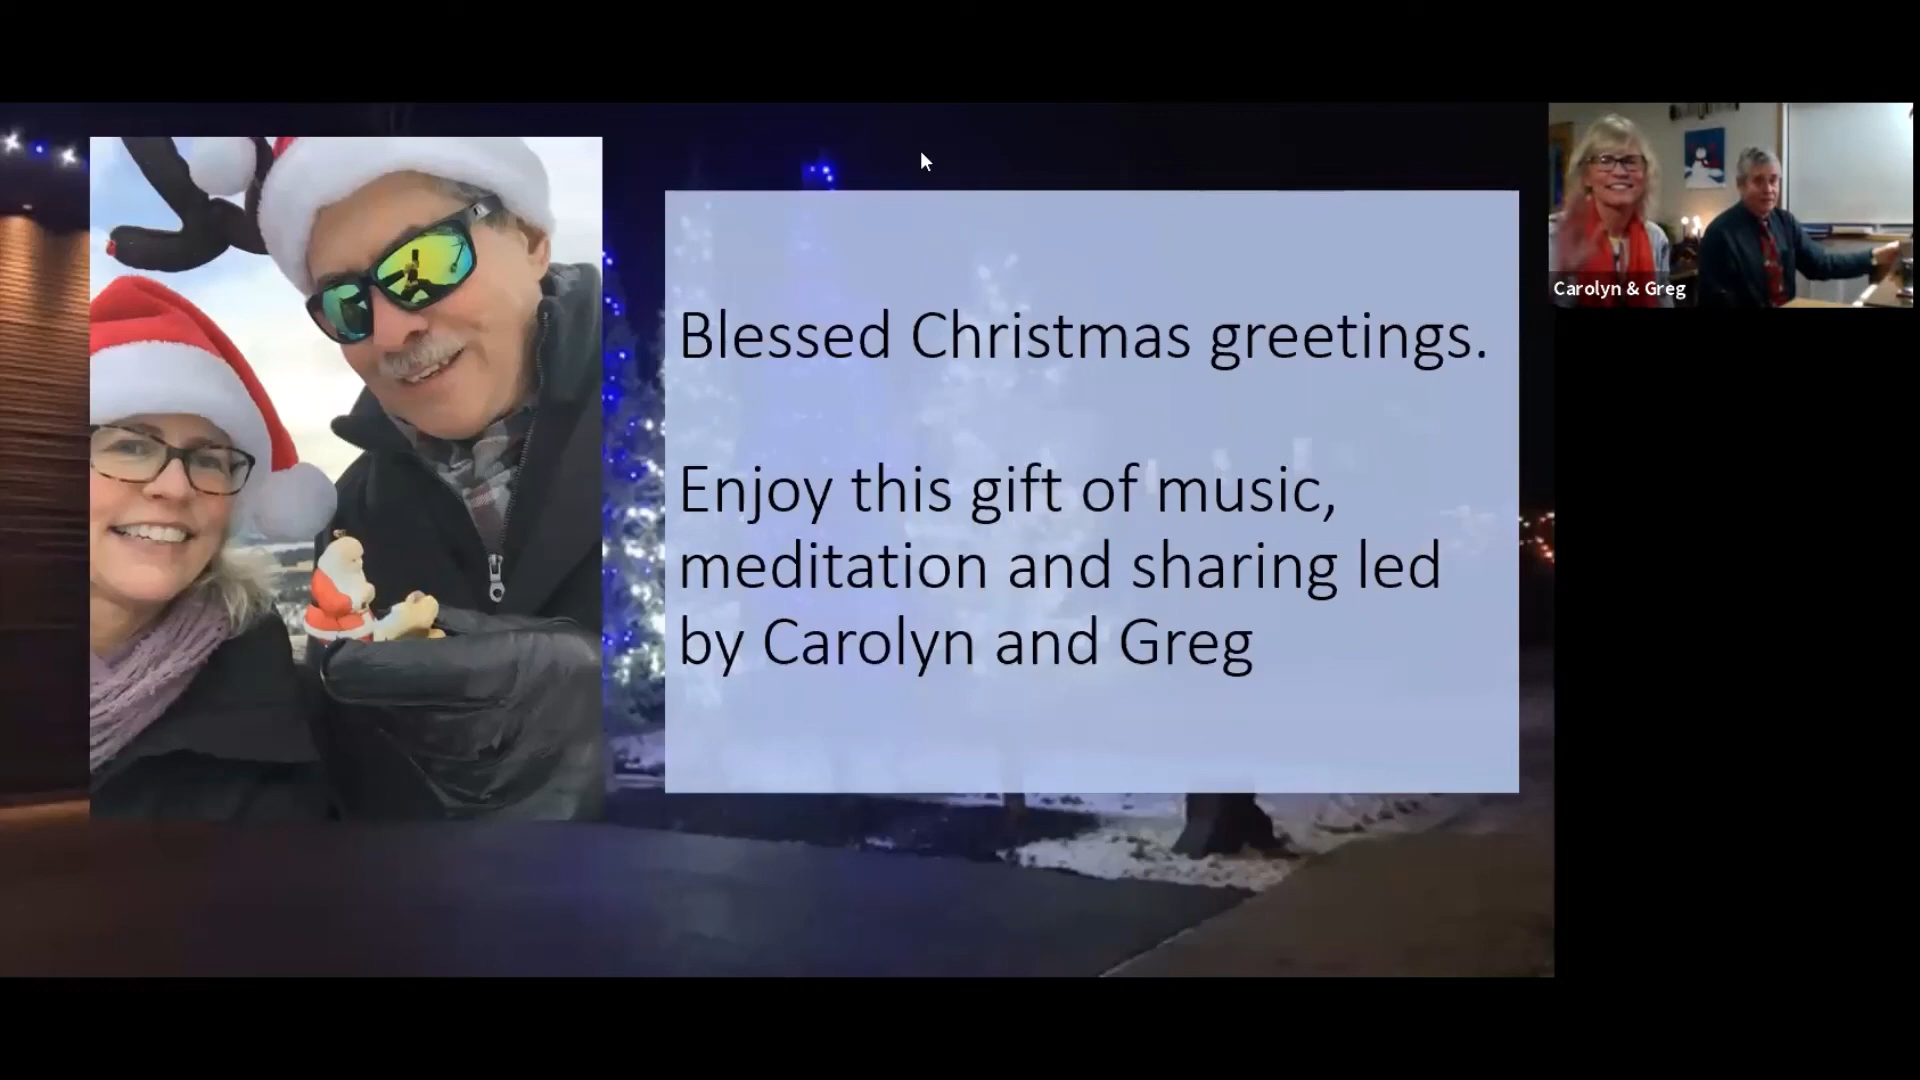 Blessed Christmas greetings.
Enjoy this gift of music,
meditation and sharing led
by Carolyn and Greg
Carolyn & Greg